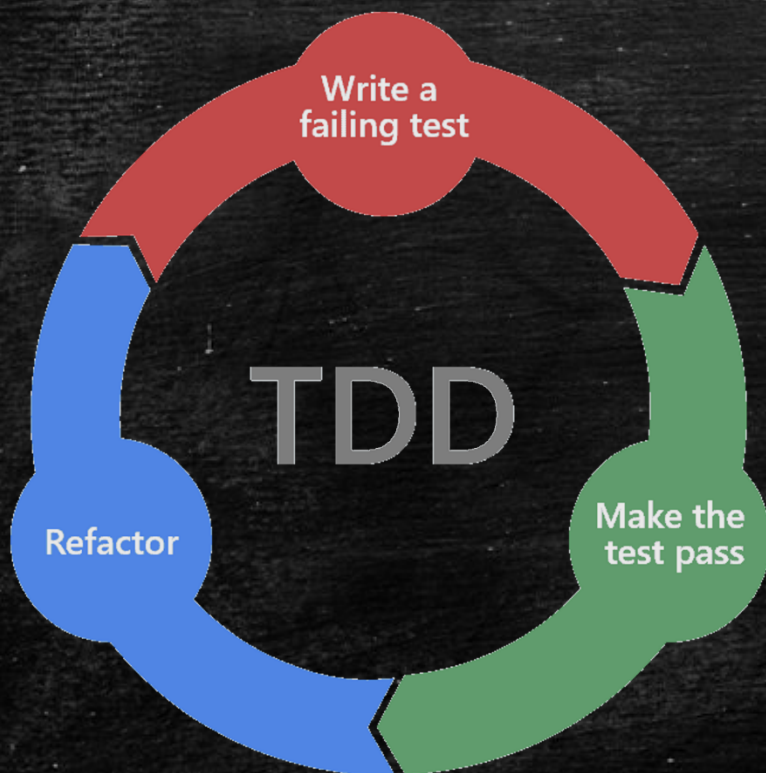 Write a
failing test
TDD
Refactor
Make the
test pass